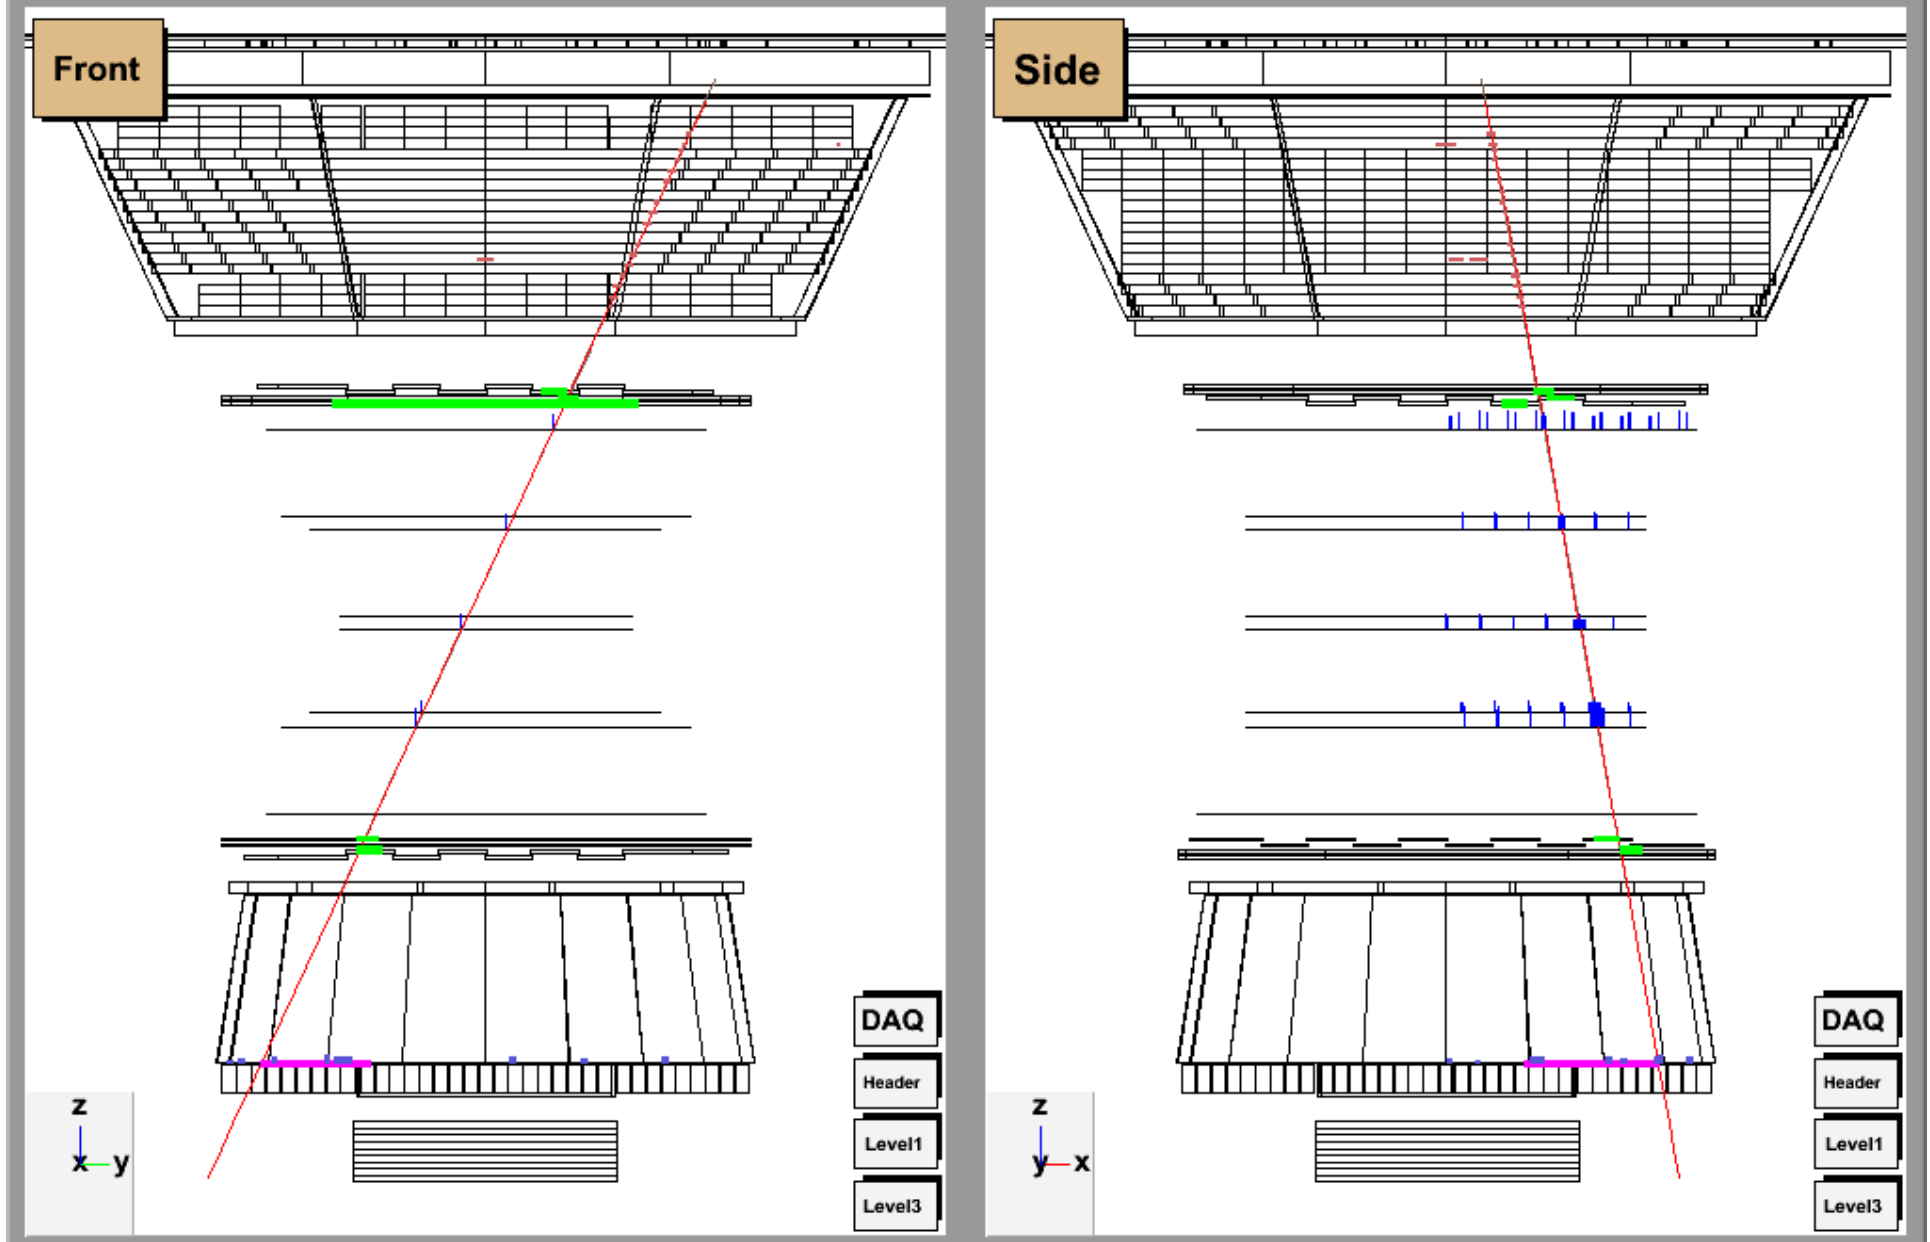 Front
DAQ
Header
Level1
Level3
z
x y
Side
DAQ
Header
Level1
Level3
z
y x